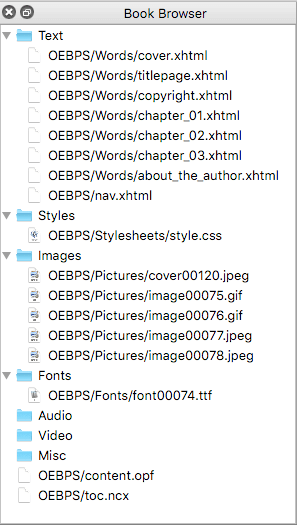 Book Browser
Text
OEBPS/Words/cover.xhtml
OEBPS/Words/titlepage.xhtml
OEBPS/Words/copyright.xhtml
OEBPS/Words/chapter_01.xhtml
OEBPS/Words/chapter_02.xhtml
OEBPS/Words/chapter_03.xhtml
OEBPS/Words/about_the_author.xhtml
OEBPS/nav.xhtml
Styles
OEBPS/Stylesheets/style.css
Images
OEBPS/Pictures/cover00120.jpeg
OEBPS/Pictures/image00075.gif
OEBPS/Pictures/image00076.gif
OEBPS/Pictures/image00077.jpeg
OEBPS/Pictures/image00078.jpeg
Fonts
OEBPS/Fonts/font00074.ttf
Audio
Video
Misc
OEBPS/content.opf
OEBPS/toc.ncx